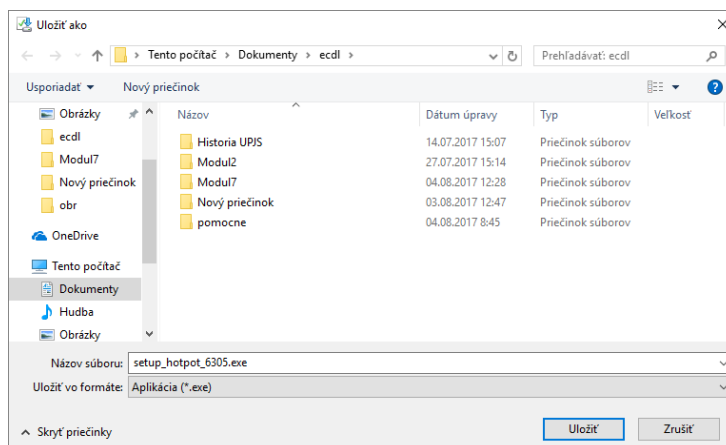 Uložiť ako
Tento počítač > Dokumenty > ecdl >
Prehľadávať: ecdl
Usporiadať
Nový priečinok
Názov Dátum úpravy Typ Veľkosť
Obrázky
ecdl
Modul7
Nový priečinok
obr
OneDrive
Tento počítač
Dokumenty
Hudba
Obrázky
Historia UPJS 14.07.2017 15:07 Priečinok súborov
Modul2 27.07.2017 15:14 Priečinok súborov
Modul7 04.08.2017 12:28 Priečinok súborov
Nový priečinok 03.08.2017 12:47 Priečinok súborov
pomocne 04.08.2017 8:45 Priečinok súborov
Názov súboru: setup_hotpot_6305.exe
Uložiť vo formáte: Aplikácia (*.exe)
Skryť priečinky
Uložiť
Zrušiť